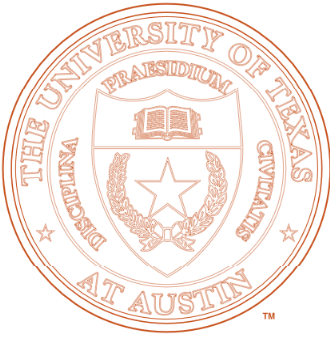 THE UNIVERSITY OF TEXAS
PRAESIDIUM
DISCIPLINA
CIVITATIS
AT AUSTIN
TM